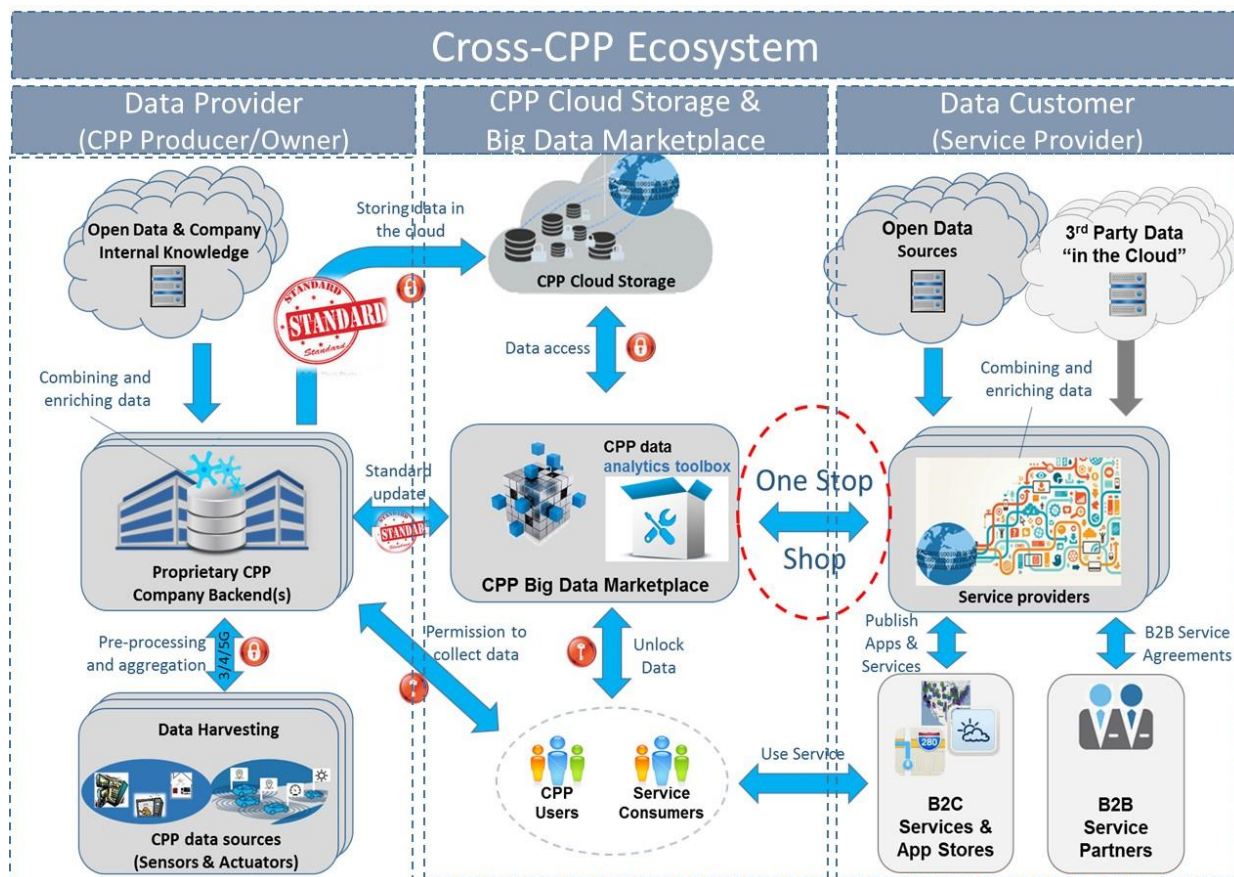 Cross-CPP Ecosystem
Data Provider
(CPP Producer/Owner)
CPP Cloud Storage &
Big Data Marketplace
Data Customer
(Service Provider)
Open Data & Company
Internal Knowledge
Storing data in
the cloud
STANDARD
STANDARD
Standard
CPP Cloud Storage
Open Data
Sources
3rd Party Data
“in the Cloud”
Combining and
enriching data
Data access
Combining and
enriching data
Proprietary CPP
Company Backend(s)
Standard
update
STANDARD
CPP data
analytics toolbox
CPP Big Data Marketplace
One Stop
Shop
Service providers
Pre-processing
and aggregation
3/4/5G
Permission to
collect data
Unlock
Data
Publish
Apps &
Services
B2B Service
Agreements
Data Harvesting
CPP data sources
(Sensors & Actuators)
CPP
Users
Service
Consumers
Use Service
280
B2C
Services &
App Stores
B2B
Service
Partners